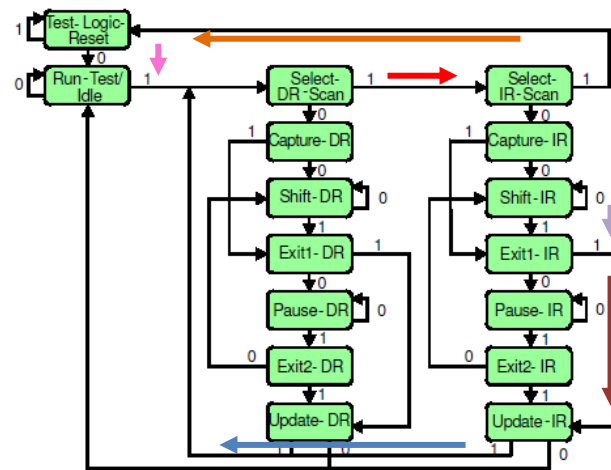 Test- Logic-
Reset
1
0
Run -Test/
Idle
0
1
Select-
DR -Scan
1
Select-
IR-Scan
1
0
0
1
Capture- DR
1
Capture- IR
0
0
Shift- DR
0
Shift- IR
0
1
1
Exit1- DR
1
Exit1- IR
1
0
0
Pause- DR
0
Pause- IR
0
1
1
0
Exit2- DR
0
Exit2- IR
1
1
Update- DR
Update -IR
1
0
1
0